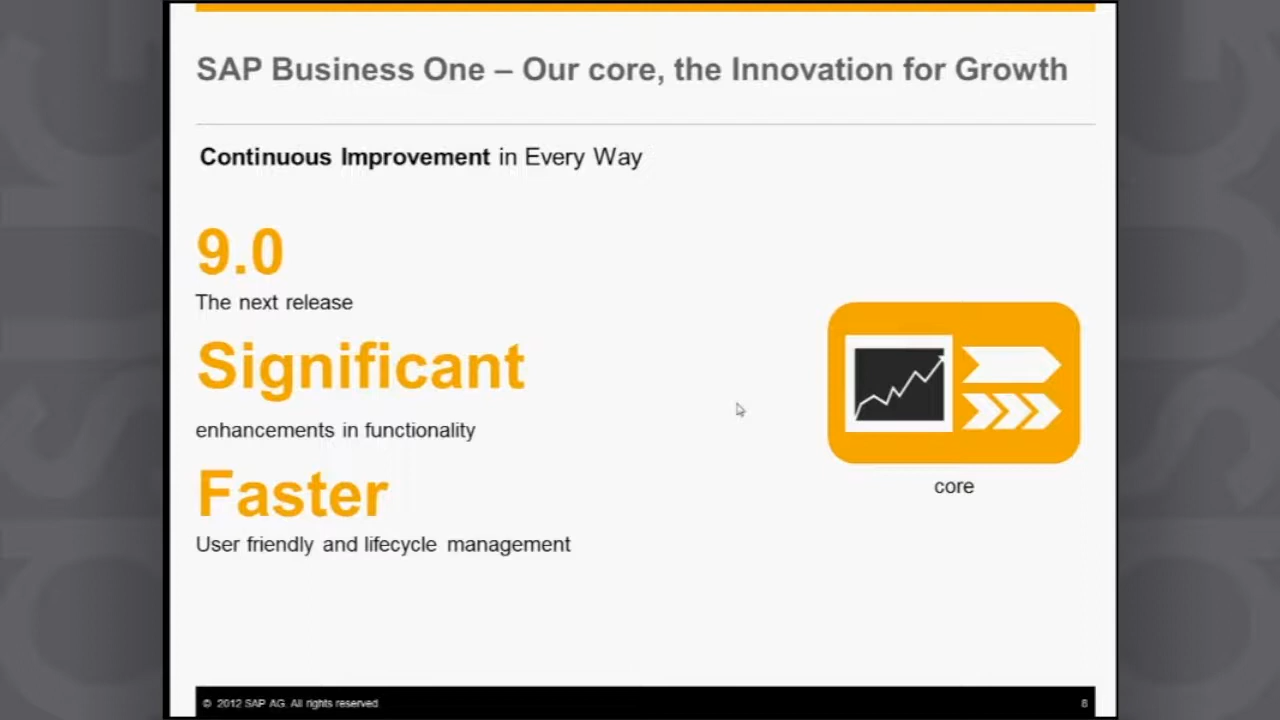 SAP Business One – Our core, the Innovation for Growth
Continuous Improvement in Every Way
9.0
The next release
Significant
enhancements in functionality
Faster
User friendly and lifecycle management
core
© 2012 SAP AG. All rights reserved
8